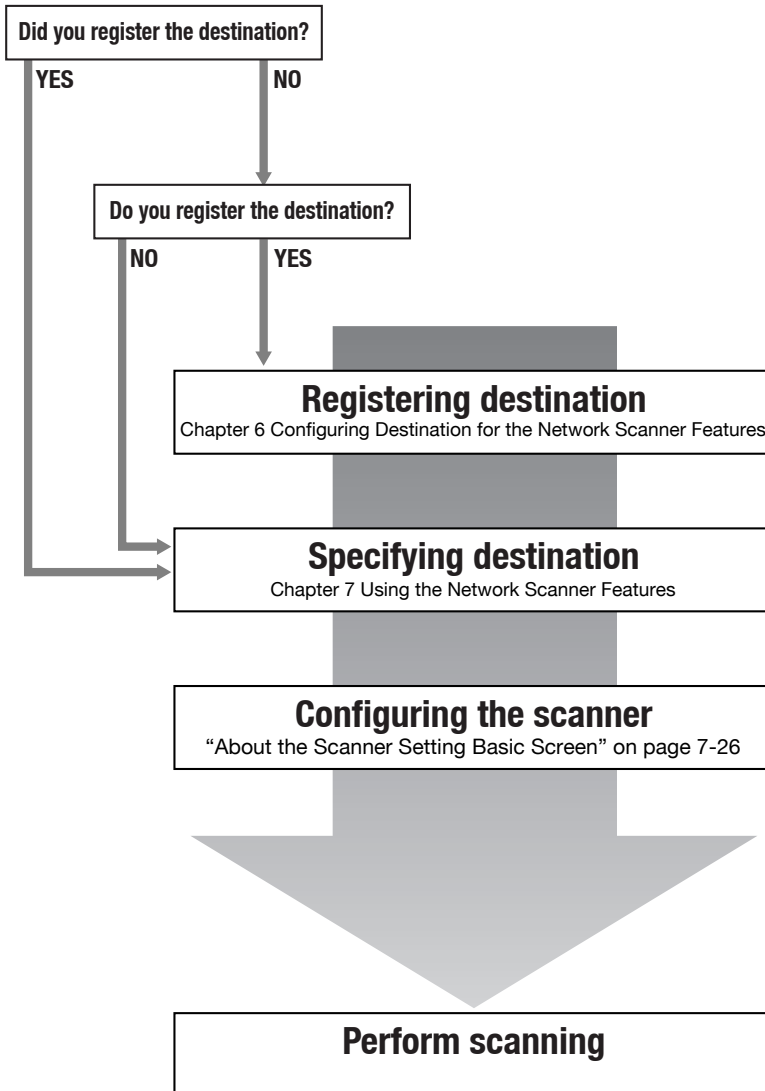 Did you register the destination?
YES
NO
Do you register the destination?
NO
YES
Registering destination
Chapter 6 Configuring Destination for the Network Scanner Features
Specifying destination
Chapter 7 Using the Network Scanner Features
Configuring the scanner
“About the Scanner Setting Basic Screen” on page 7-26
Perform scanning